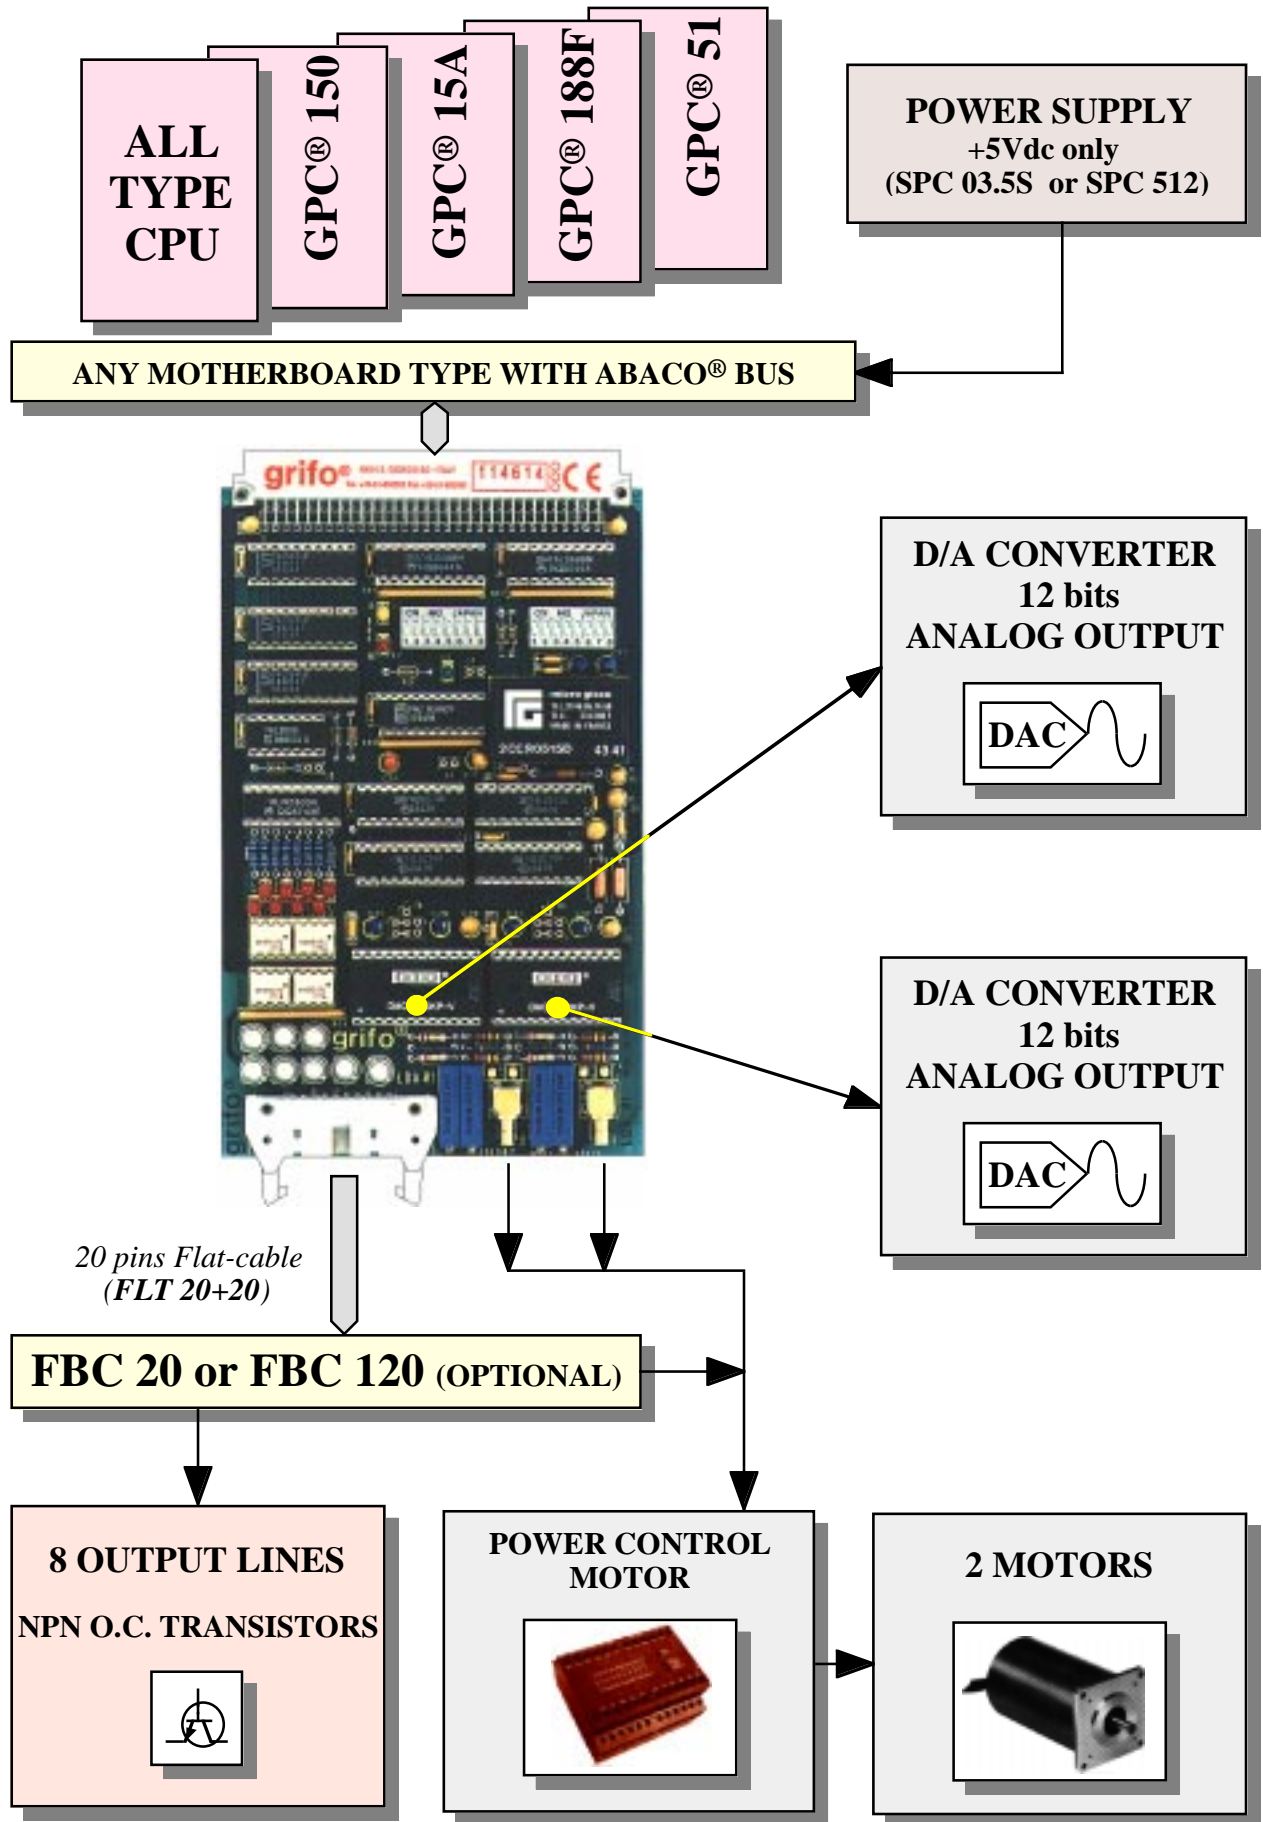 ALL
TYPE
CPU
GPC® 150
GPC® 15A
GPC® 188F
GPC® 51
POWER SUPPLY
+5Vdc only
(SPC 03.5S or SPC 512)
ANY MOTHERBOARD TYPE WITH ABACO® BUS
grifo®
114614
CE
D/A CONVERTER
12 bits
ANALOG OUTPUT
DAC
D/A CONVERTER
12 bits
ANALOG OUTPUT
DAC
grifo®
grifo®
20 pins Flat-cable
(FLT 20+20)
FBC 20 or FBC 120 (OPTIONAL)
8 OUTPUT LINES
NPN O.C. TRANSISTORS
POWER CONTROL
MOTOR
2 MOTORS